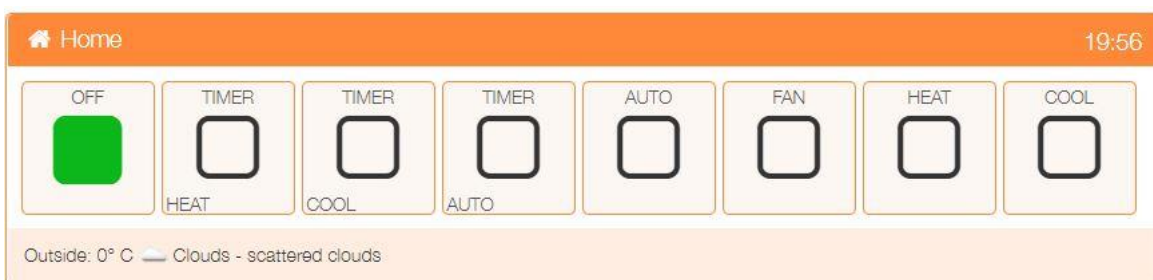 Home 19:56
OFF TIMER TIMER TIMER AUTO FAN HEAT COOL
HEAT COOL AUTO
Outside: 0° C Clouds - scattered clouds